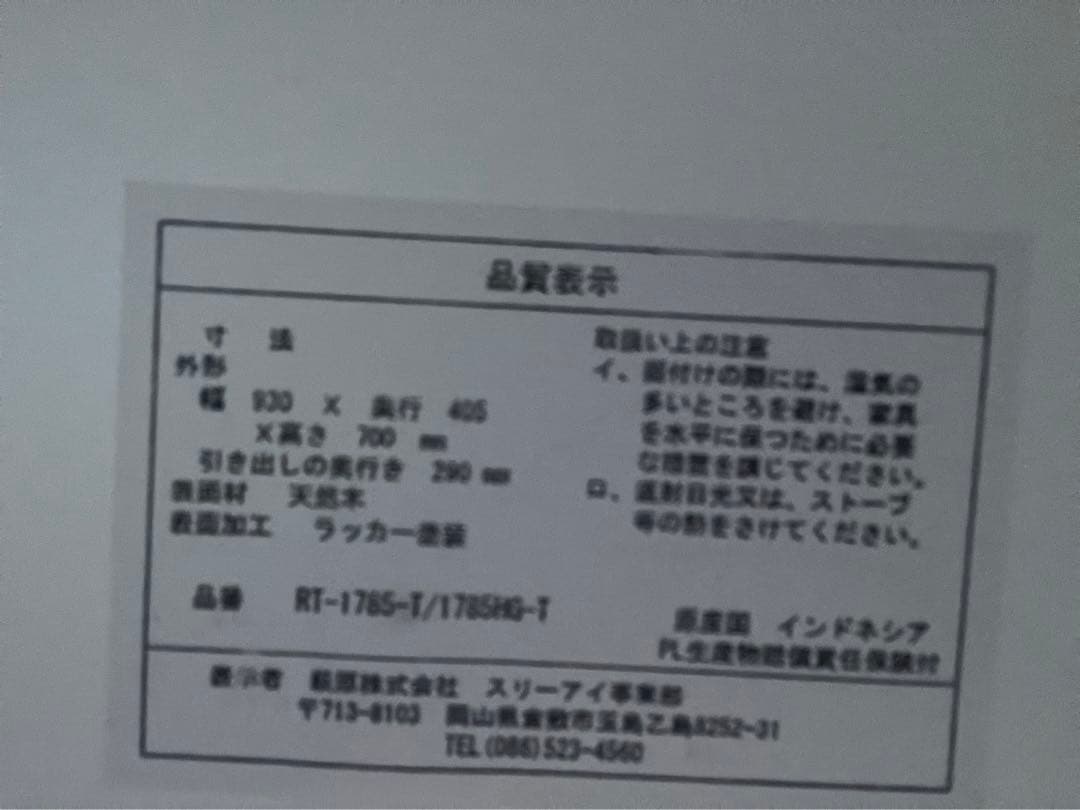 品質表示
寸 法
外形
幅 930 X 奥行 405
X高さ 700 mm
引き出しの奥行き 290 mm
表面材 天然木
表面加工 ラッカー塗装
取扱い上の注意
イ、据付けの際には、湿気の
多いところを避け、家具
を水平に保つために必要
な措置を講じてください。
ロ、直射日光又は、ストーブ
等の熱をさけてください。
品番 RT-1785-T/1785HG-T
原産国 インドネシア
PL生産物賠償責任保険付
表示者 萩原株式会社 スリーアイ事業部
〒713-8103 岡山県倉敷市玉島乙島8252-31
TEL (086) 523-4560